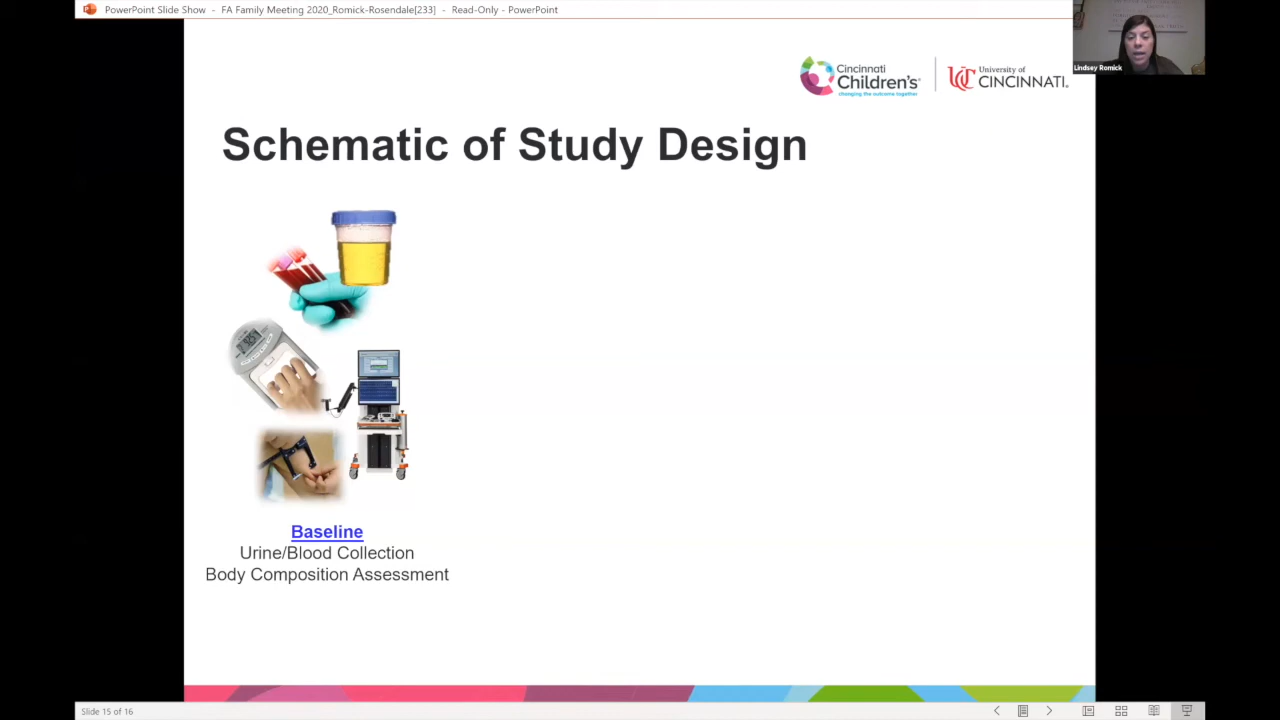 PowerPoint Slide Show - FA Family Meeting 2020_Romick-Rosendale[233] - Read-Only - PowerPoint
Lindsey Romick
Cincinnati
Children's
changing the outcome together
UC University of
CINCINNATI
Schematic of Study Design
Baseline
Urine/Blood Collection
Body Composition Assessment
Slide 15 of 16